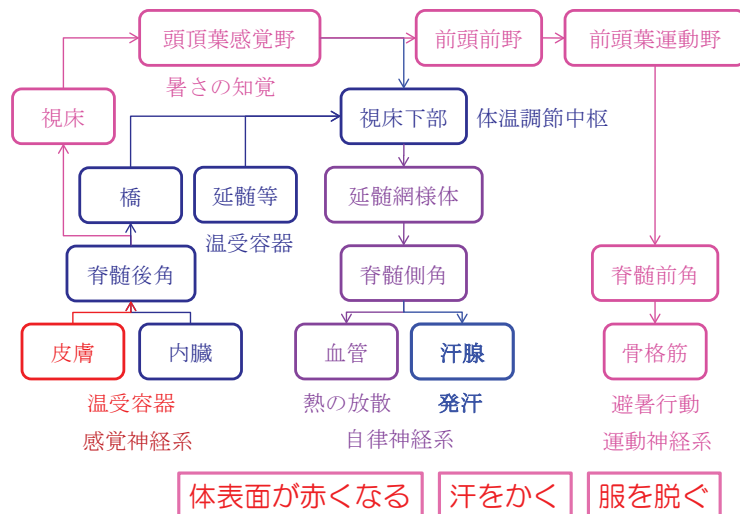 頭頂葉感覚野
前頭前野
前頭葉運動野
暑さの知覚
視床
視床下部
体温調節中枢
橋
延髄等
延髄網様体
温受容器
脊髄後角
脊髄側角
脊髄前角
皮膚
内臓
血管
汗腺
骨格筋
温受容器
熱の放散
発汗
避暑行動
感覚神経系
自律神経系
運動神経系
体表面が赤くなる
汗をかく
服を脱ぐ